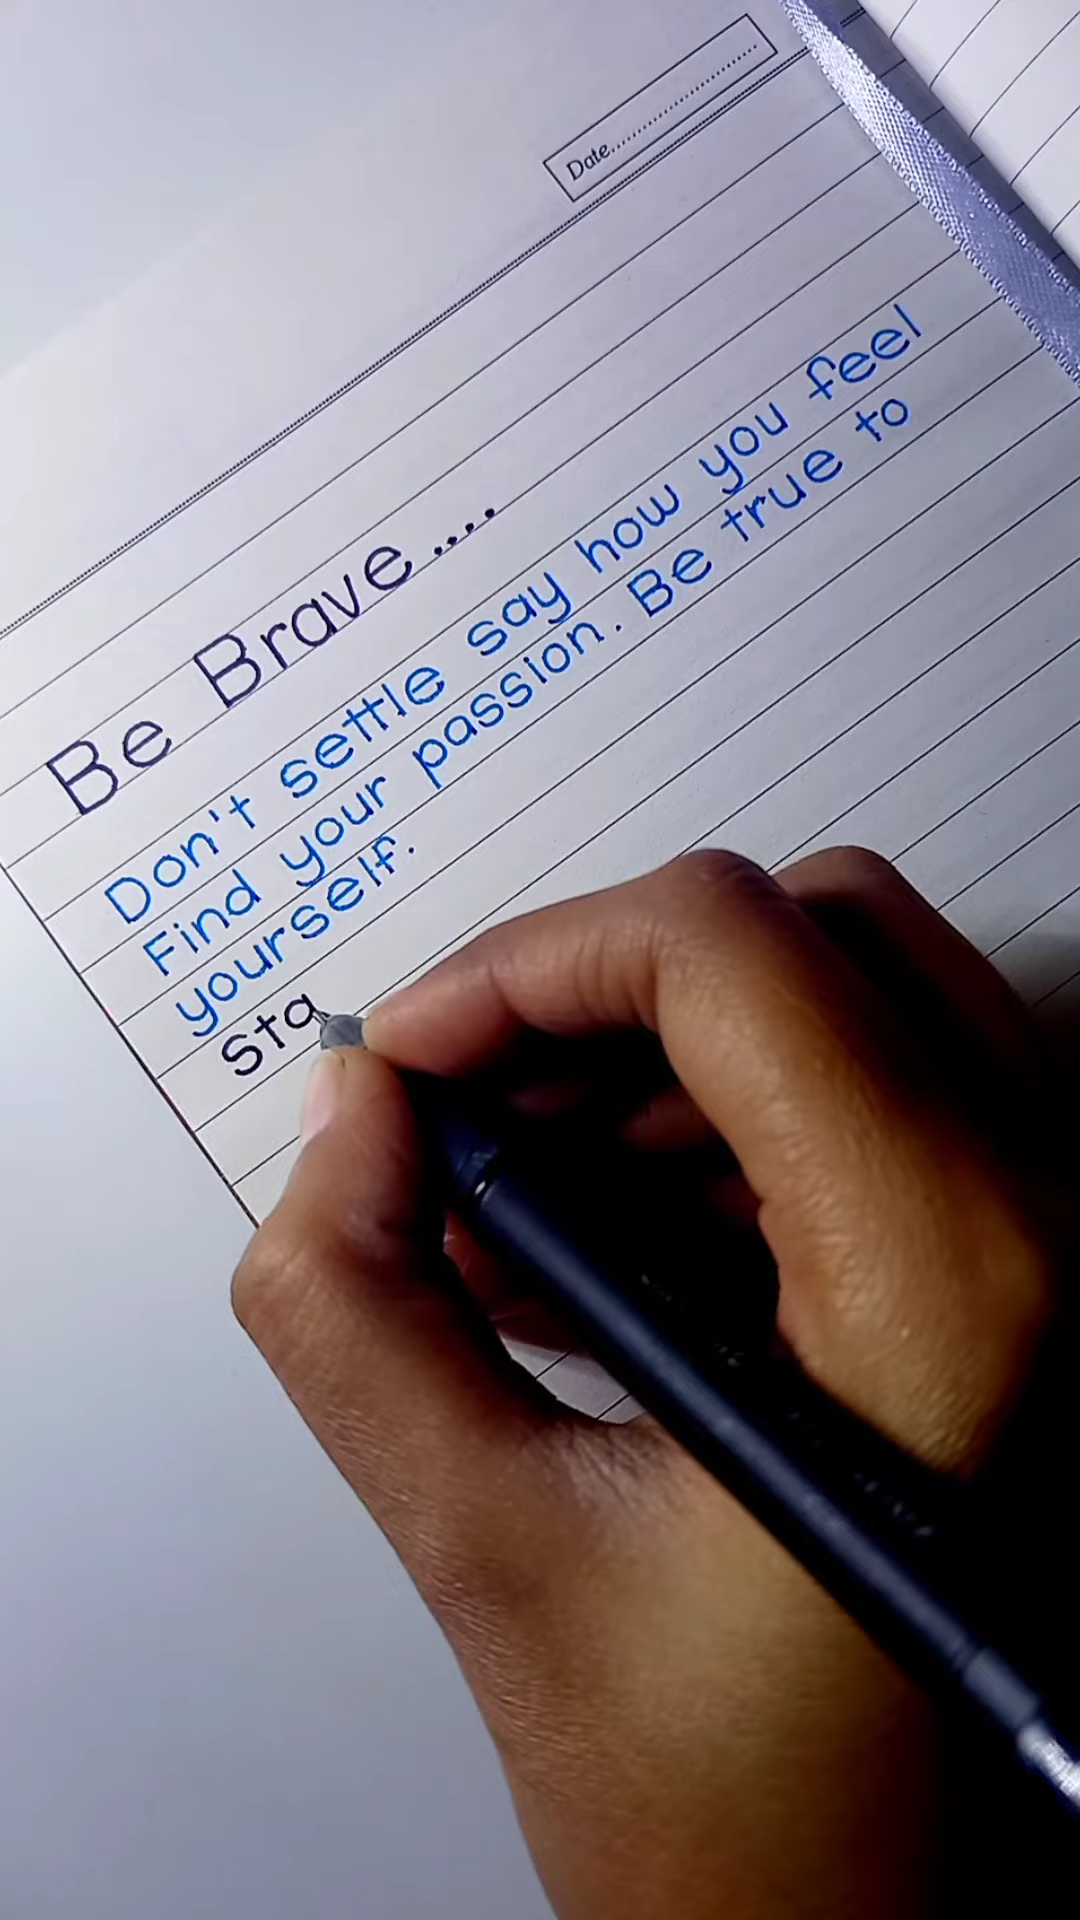 Date....................
Be Brave....
Don't settle say how you feel
Find your passion. Be true to
yourself.
Sta